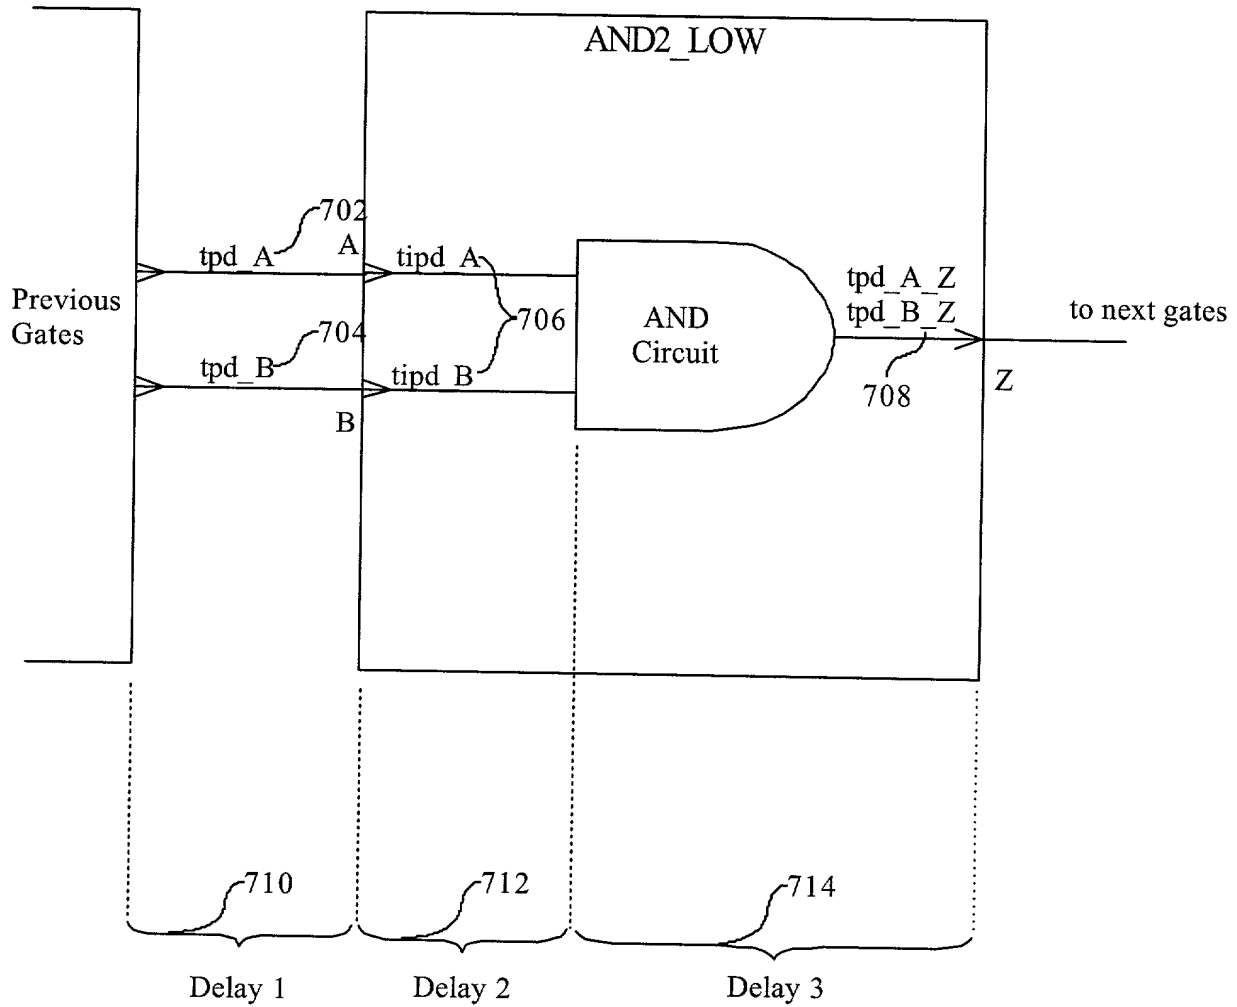 AND2_LOW
702
tpd_A
A
tipd_A
tpd_A_Z
Previous
Gates
704
706
AND
Circuit
tpd_B_Z
to next gates
tpd_B
tipd_B
708
Z
B
710
712
714
Delay 1
Delay 2
Delay 3